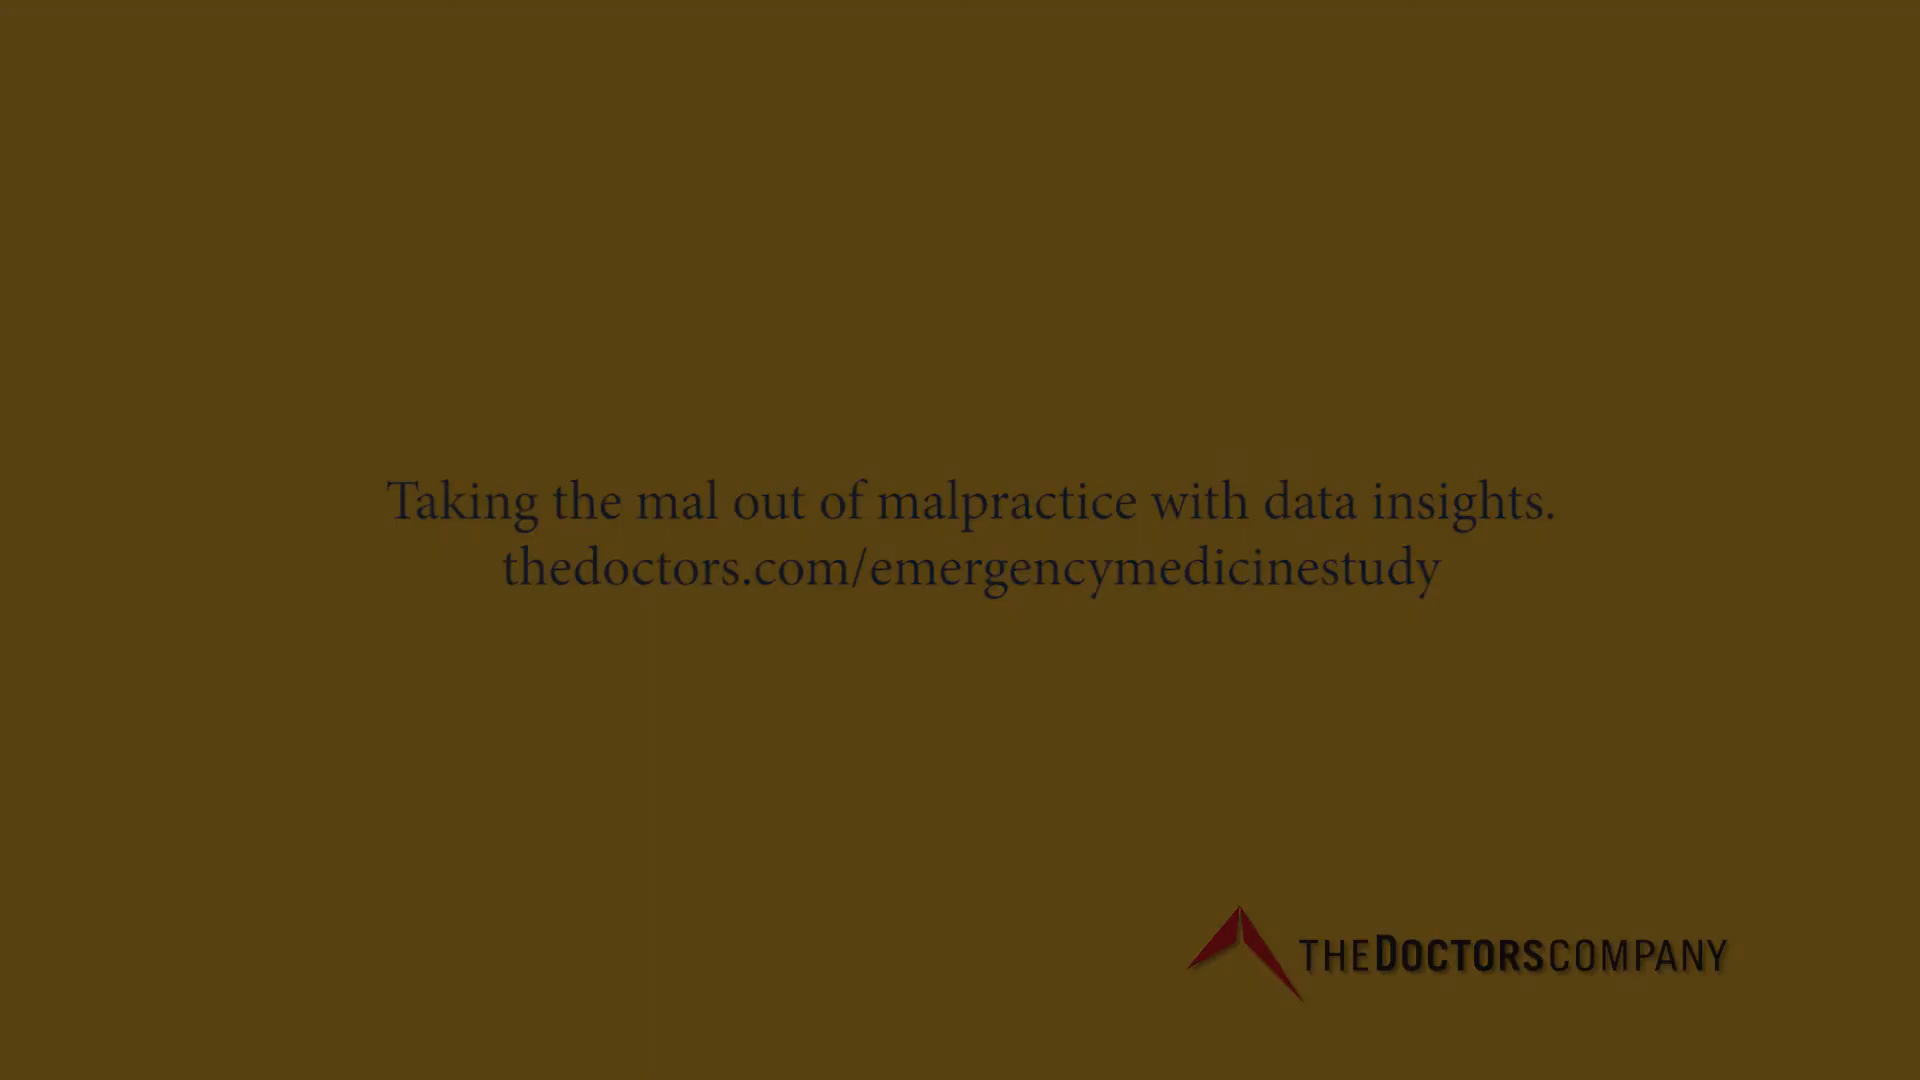 Taking the mal out of malpractice with data insights.
thedoctors.com/emergencymedicinestudy
THEDOCTORSCOMPANY